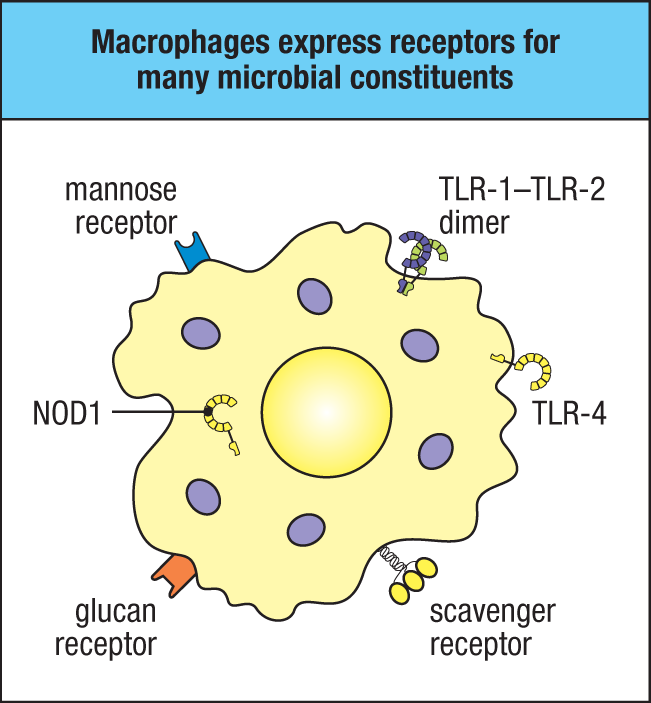 Macrophages express receptors for
many microbial constituents
mannose
receptor
TLR-1–TLR-2
dimer
NOD1
TLR-4
glucan
receptor
scavenger
receptor